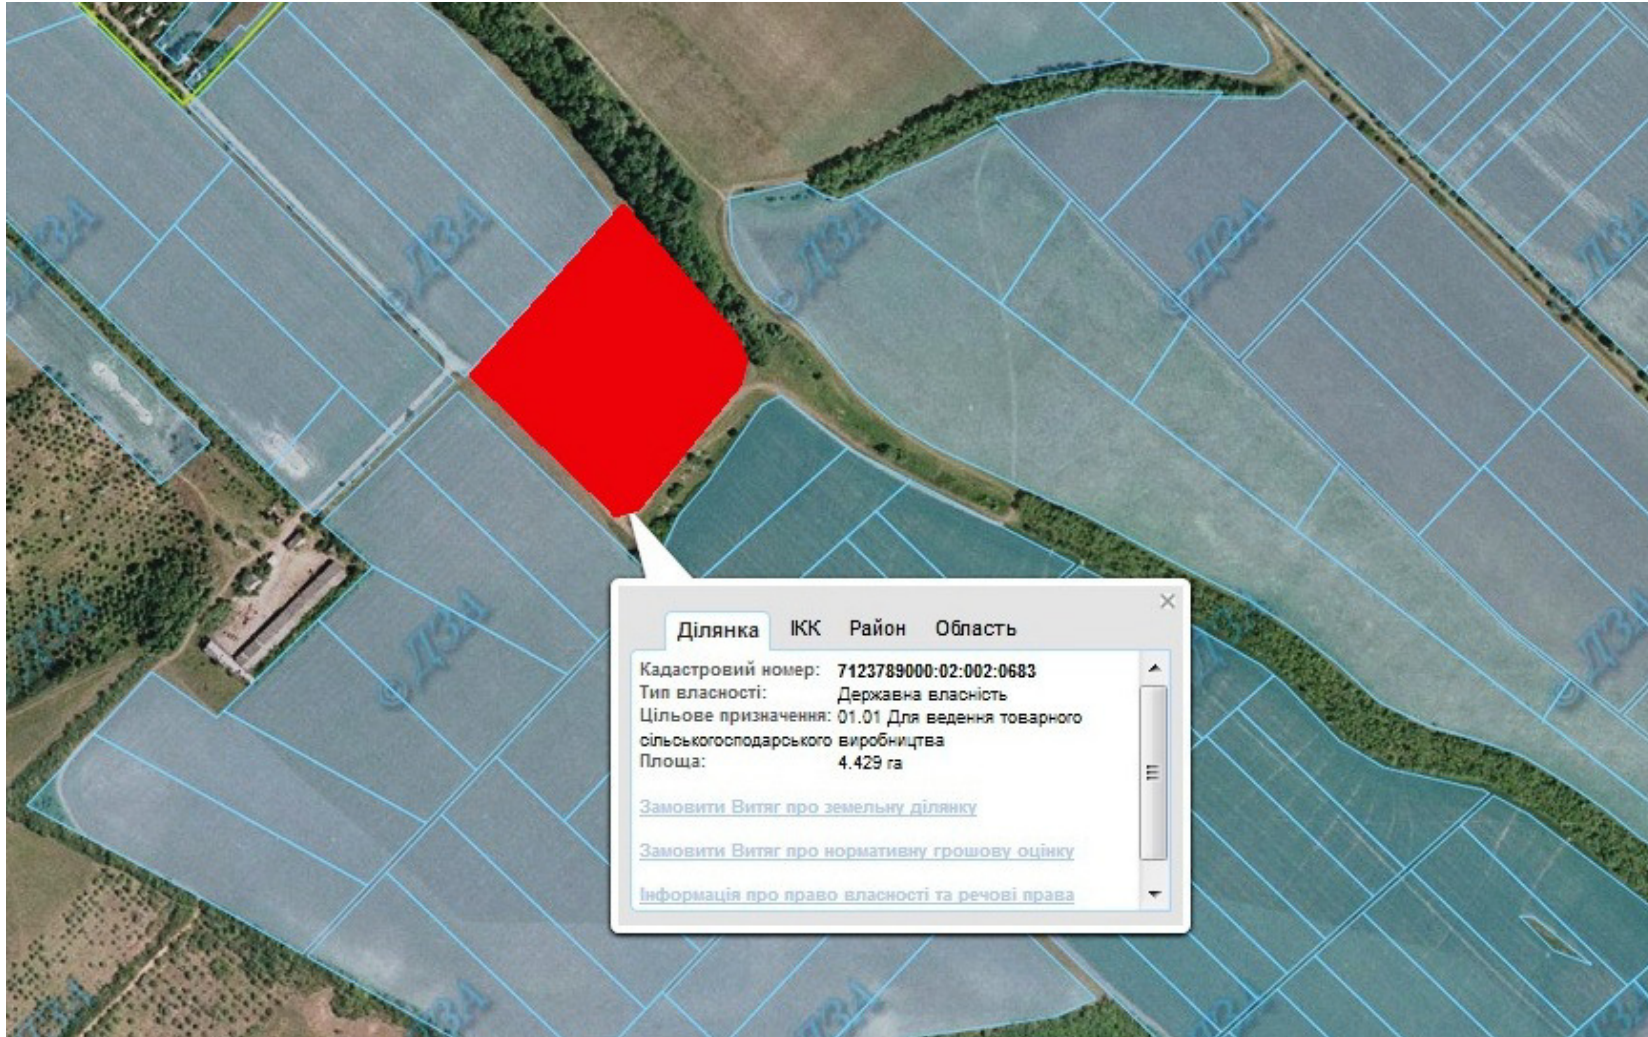 Ділянка ІКК Район Область
Кадастровий номер: 7123789000:02:002:0683
Тип власності: Державна власність
Цільове призначення: 01.01 Для ведення товарного
сільськогосподарського виробництва
Площа: 4.429 га
Замовити Витяг про земельну ділянку
Замовити Витяг про нормативну грошову оцінку
Інформація про право власності та речові права
© ДЗА
© ДЗА
© ДЗА
© ДЗА